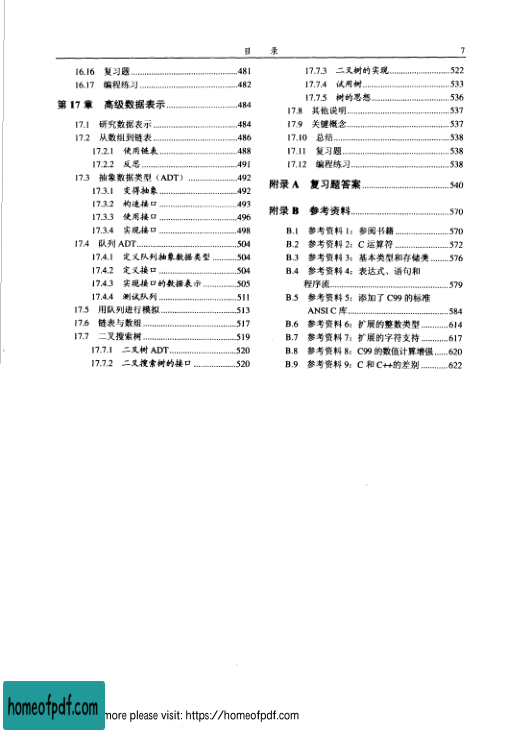 目 录 7
16.16 复习题 ........ 481
16.17 编程练习 ........ 482
第 17 章 高级数据表示 ........ 484
17.1 研究数据表示 ........ 484
17.2 从数组到链表 ........ 486
17.2.1 使用链表 ........ 488
17.2.2 反思 ........ 491
17.3 抽象数据类型（ADT） ........ 492
17.3.1 变得抽象 ........ 492
17.3.2 构造接口 ........ 493
17.3.3 使用接口 ........ 496
17.3.4 实现接口 ........ 498
17.4 队列 ADT ........ 504
17.4.1 定义队列抽象数据类型 ........ 504
17.4.2 定义接口 ........ 504
17.4.3 实现接口的数据表示 ........ 505
17.4.4 测试队列 ........ 511
17.5 用队列进行模拟 ........ 513
17.6 链表与数组 ........ 517
17.7 二叉搜索树 ........ 519
17.7.1 二叉树 ADT ........ 520
17.7.2 二叉搜索树的接口 ........ 520
17.7.3 二叉树的实现 ........ 522
17.7.4 试用树 ........ 533
17.7.5 树的思想 ........ 536
17.8 其他说明 ........ 537
17.9 关键概念 ........ 537
17.10 总结 ........ 538
17.11 复习题 ........ 538
17.12 编程练习 ........ 538
附录 A 复习题答案 ........ 540
附录 B 参考资料 ........ 570
B.1 参考资料 1：参阅书籍 ........ 570
B.2 参考资料 2：C 运算符 ........ 572
B.3 参考资料 3：基本类型和存储类 ........ 576
B.4 参考资料 4：表达式、语句和
程序流 ........ 579
B.5 参考资料 5：添加了 C99 的标准
ANSI C 库 ........ 584
B.6 参考资料 6：扩展的整数类型 ........ 614
B.7 参考资料 7：扩展的字符支持 ........ 617
B.8 参考资料 8：C99 的数值计算增强 ........ 620
B.9 参考资料 9：C 和 C++的差别 ........ 622
homeofpdf.com
more please visit: https://homeofpdf.com